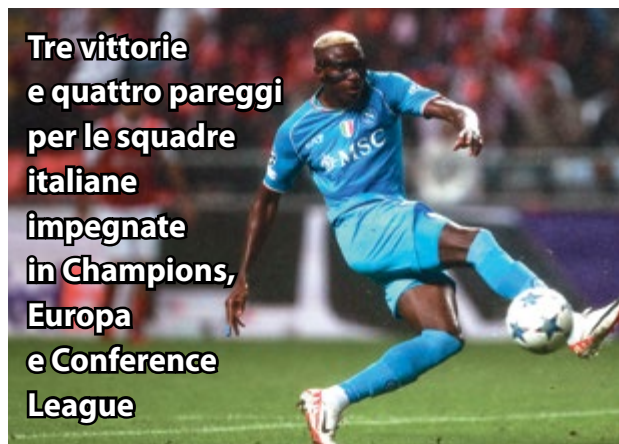 Tre vittorie
e quattro pareggi
per le squadre
italiane
impegnate
in Champions,
Europa
e Conference
League
MSC